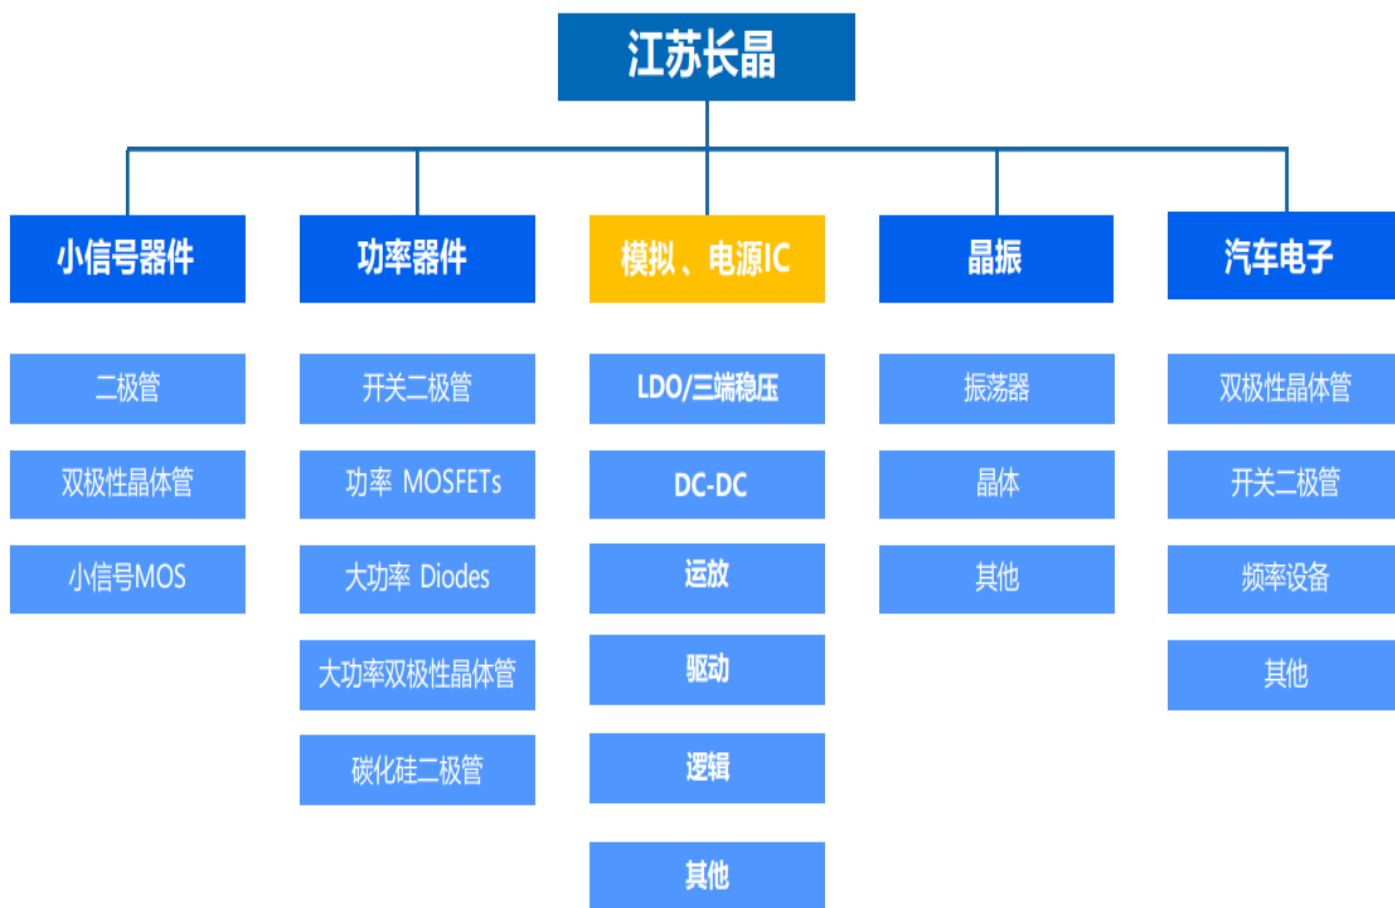 江苏长晶
小信号器件
功率器件
模拟、电源IC
晶振
汽车电子
二极管
开关二极管
LDO/三端稳压
振荡器
双极性晶体管
双极性晶体管
功率 MOSFETs
DC-DC
晶体
开关二极管
小信号MOS
大功率 Diodes
运放
其他
频率设备
大功率双极性晶体管
驱动
其他
碳化硅二极管
逻辑
其他